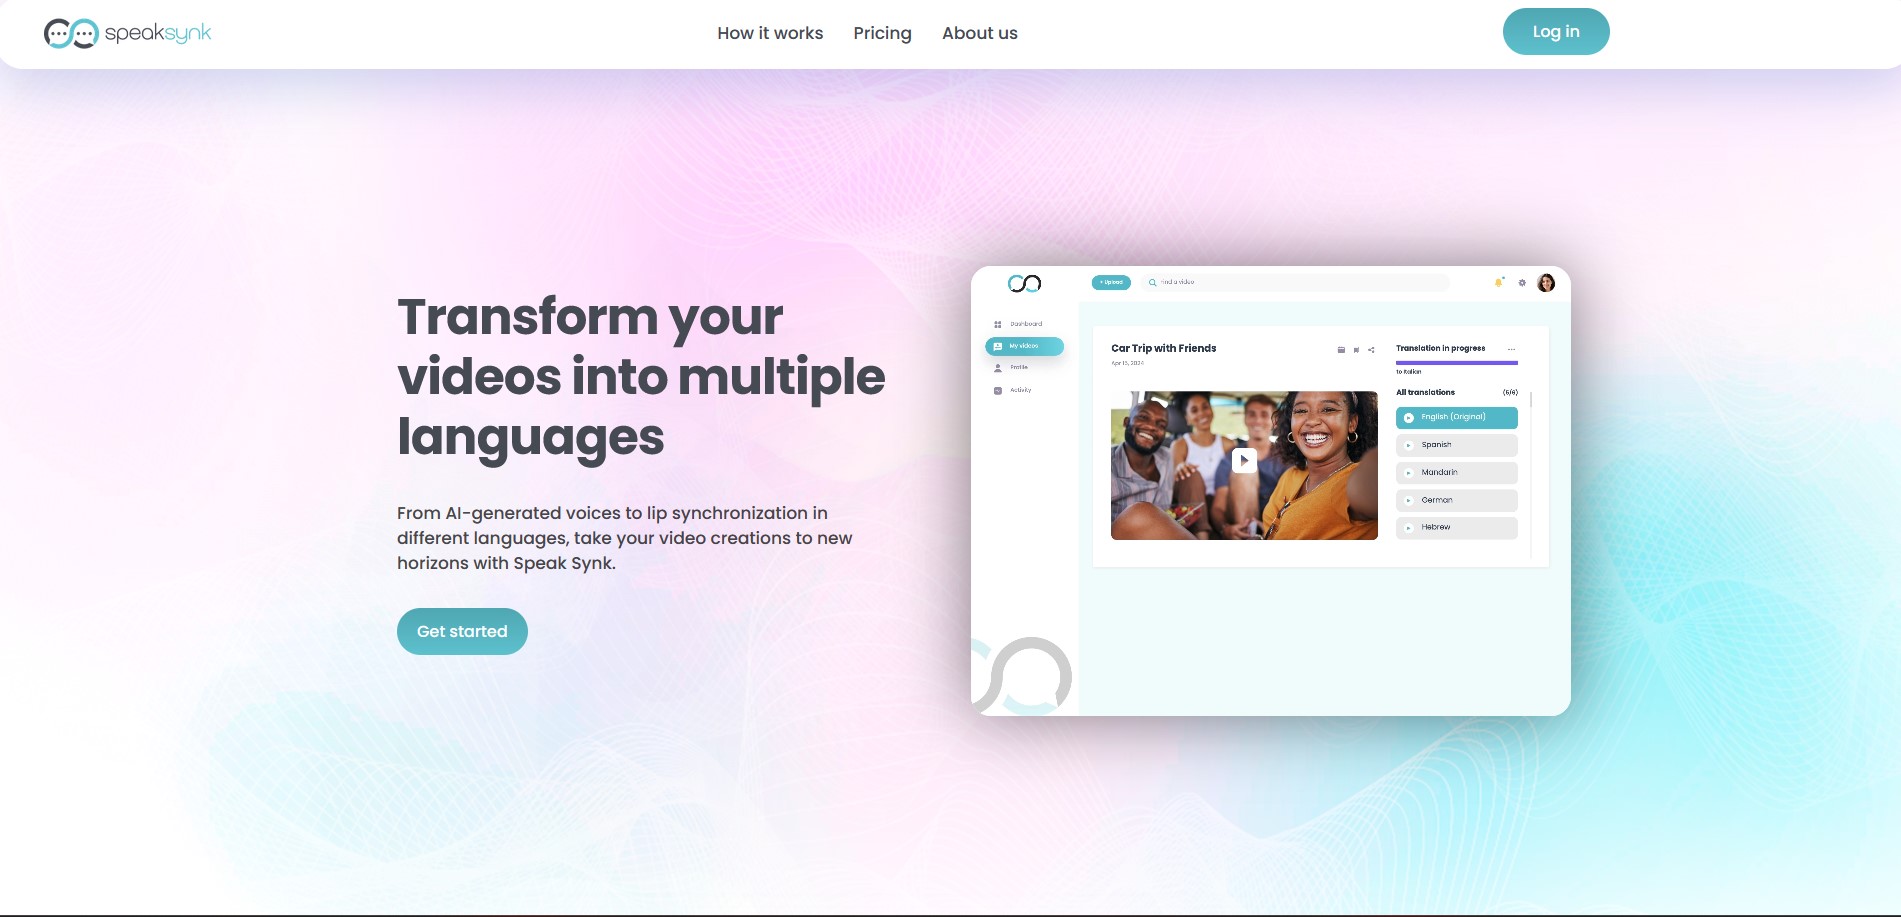 speaksynk
How it works
Pricing
About us
Log in
Transform your
videos into multiple
languages
From AI-generated voices to lip synchronization in
different languages, take your video creations to new
horizons with Speak Synk.
Get started
+ Upload
Find a video
Dashboard
My videos
Profile
Activity
Car Trip with Friends
Apr 15, 2024
Translation in progress
to Italian
All translations
(5/6)
English (Original)
Spanish
Mandarin
German
Hebrew